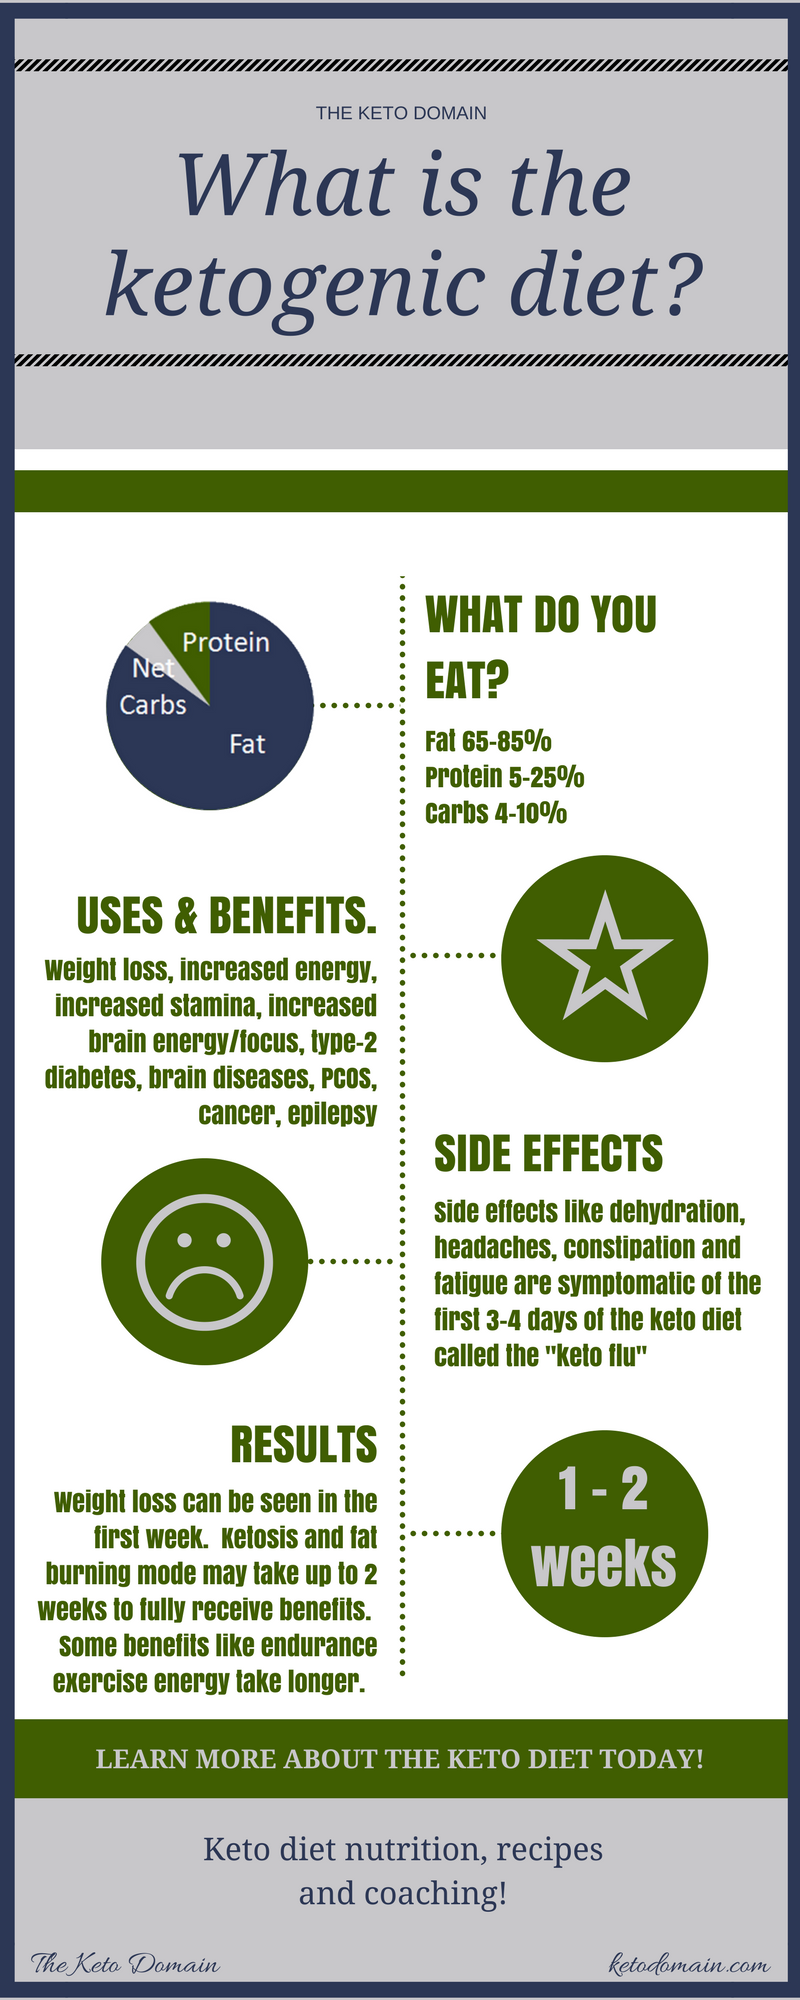 THE KETO DOMAIN
What is the
ketogenic diet?
Protein
Net
Carbs
Fat
WHAT DO YOU
EAT?
Fat 65-85%
Protein 5-25%
Carbs 4-10%
USES & BENEFITS.
Weight loss, increased energy,
increased stamina, increased
brain energy/focus, type-2
diabetes, brain diseases, PCOS,
cancer, epilepsy
SIDE EFFECTS
Side effects like dehydration,
headaches, constipation and
fatigue are symptomatic of the
first 3-4 days of the keto diet
called the "keto flu"
RESULTS
Weight loss can be seen in the
first week.  Ketosis and fat
burning mode may take up to 2
weeks to fully receive benefits.
Some benefits like endurance
exercise energy take longer.
1 - 2
weeks
LEARN MORE ABOUT THE KETO DIET TODAY!
Keto diet nutrition, recipes
and coaching!
The Keto Domain
ketodomain.com